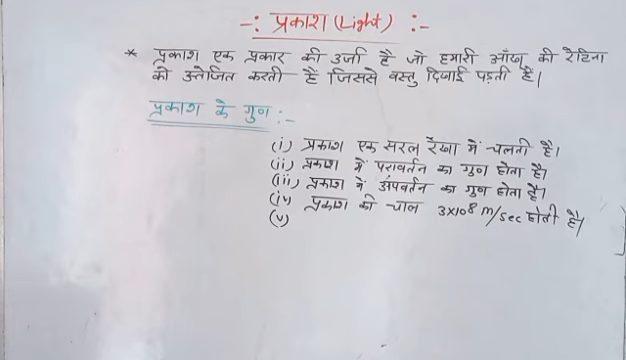 -: प्रकाश (Light) :-
* प्रकाश एक प्रकार की उर्जा है जो हमारी आँख की रेटिना
को उत्तेजित करती है जिससे वस्तु दिखाई पड़ती है।
प्रकाश के गुन :-
(i) प्रकाश एक सरल रेखा में चलती है।
(ii) प्रकाश में परावर्तन का गुन होता है।
(iii) प्रकाश में अपवर्तन का गुन होता है।
(iv) प्रकाश की चाल 3×10⁸ m/sec होती है।
(v)